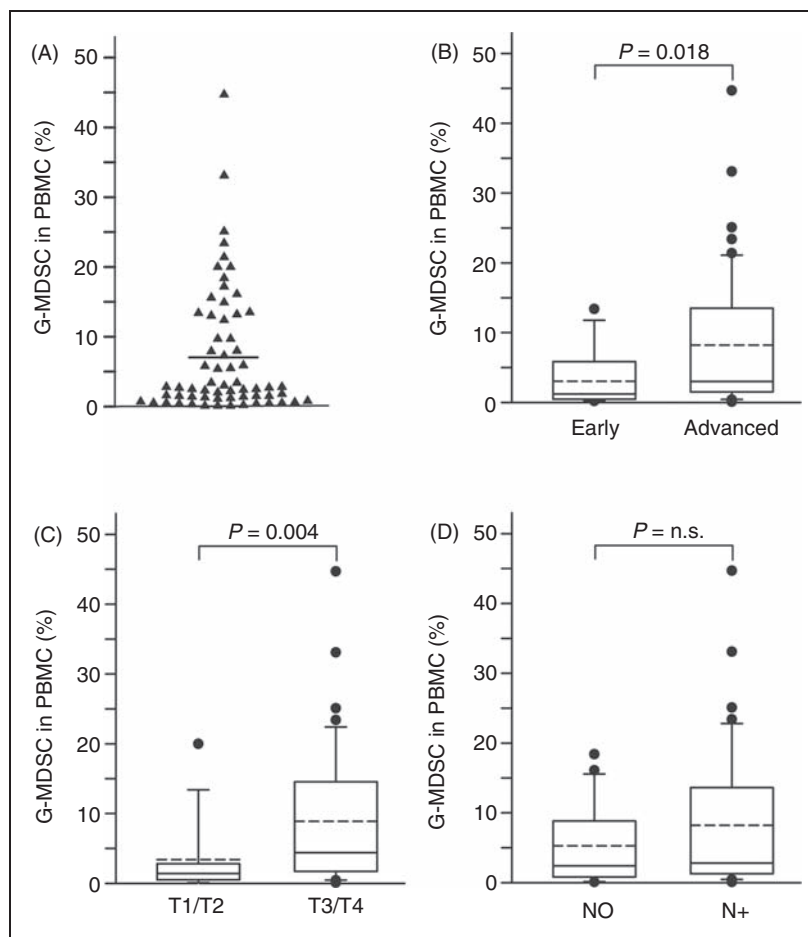 (A)
G-MDSC in PBMC (%)
50
40
30
20
10
0
(B)
G-MDSC in PBMC (%)
50
40
30
20
10
0
P = 0.018
Early Advanced
(C)
G-MDSC in PBMC (%)
50
40
30
20
10
0
P = 0.004
T1/T2 T3/T4
(D)
G-MDSC in PBMC (%)
50
40
30
20
10
0
P = n.s.
NO N+